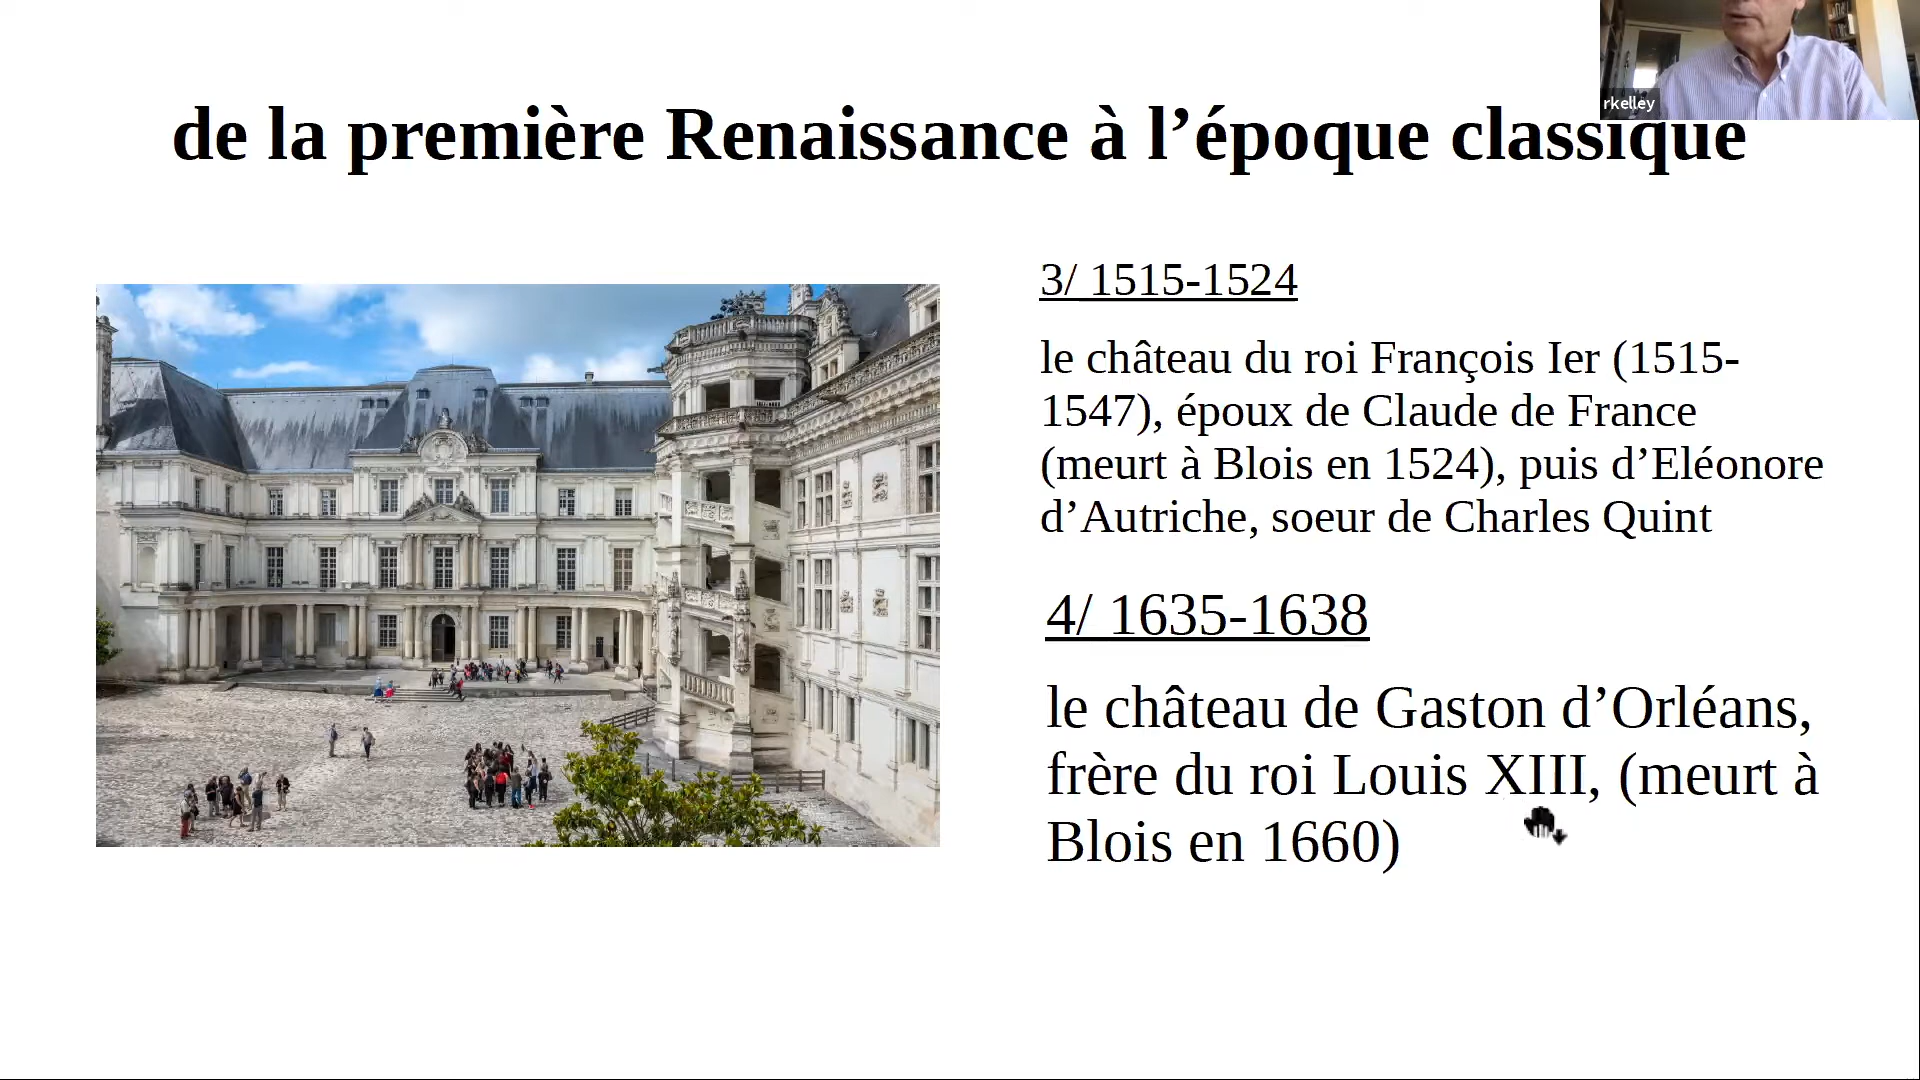 rkelley
de la première Renaissance à l’époque classique
3/ 1515-1524
le château du roi François Ier (1515-
1547), époux de Claude de France
(meurt à Blois en 1524), puis d’Eléonore
d’Autriche, soeur de Charles Quint
4/ 1635-1638
le château de Gaston d’Orléans,
frère du roi Louis XIII, (meurt à
Blois en 1660)